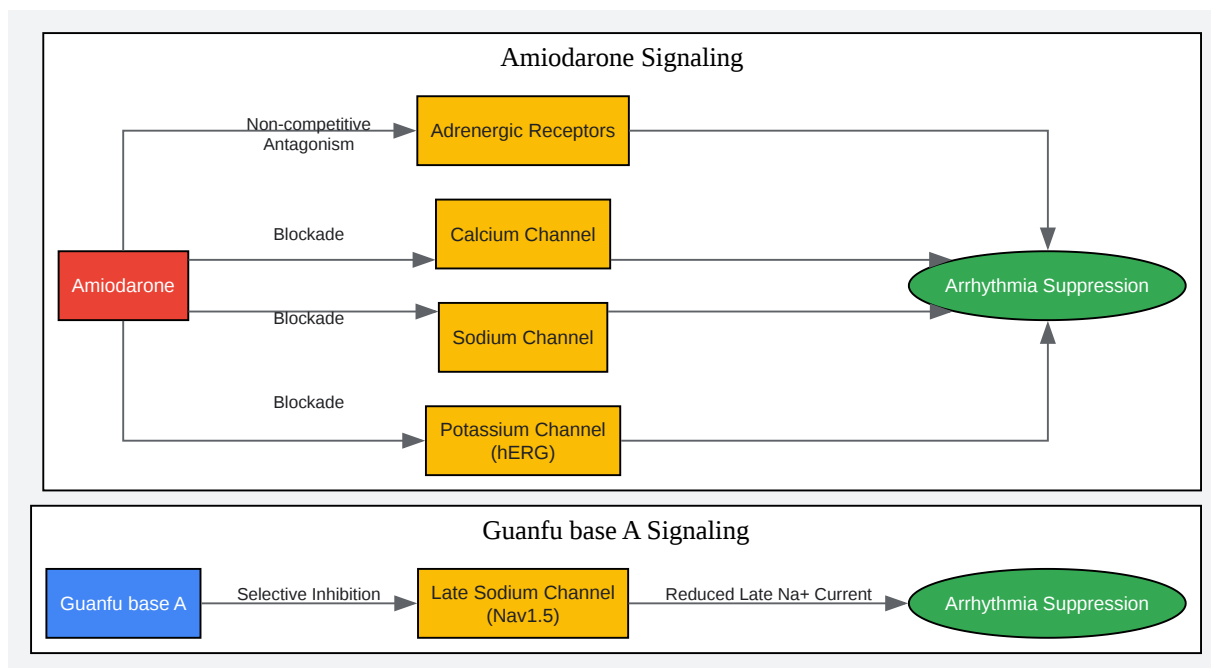 Amiodarone Signaling
Non-competitive
Antagonism
Adrenergic Receptors
Blockade
Calcium Channel
Amiodarone
Arrhythmia Suppression
Blockade
Sodium Channel
Blockade
Potassium Channel
(hERG)
Guanfu base A Signaling
Guanfu base A
Selective Inhibition
Late Sodium Channel
(Nav1.5)
Reduced Late Na+ Current
Arrhythmia Suppression